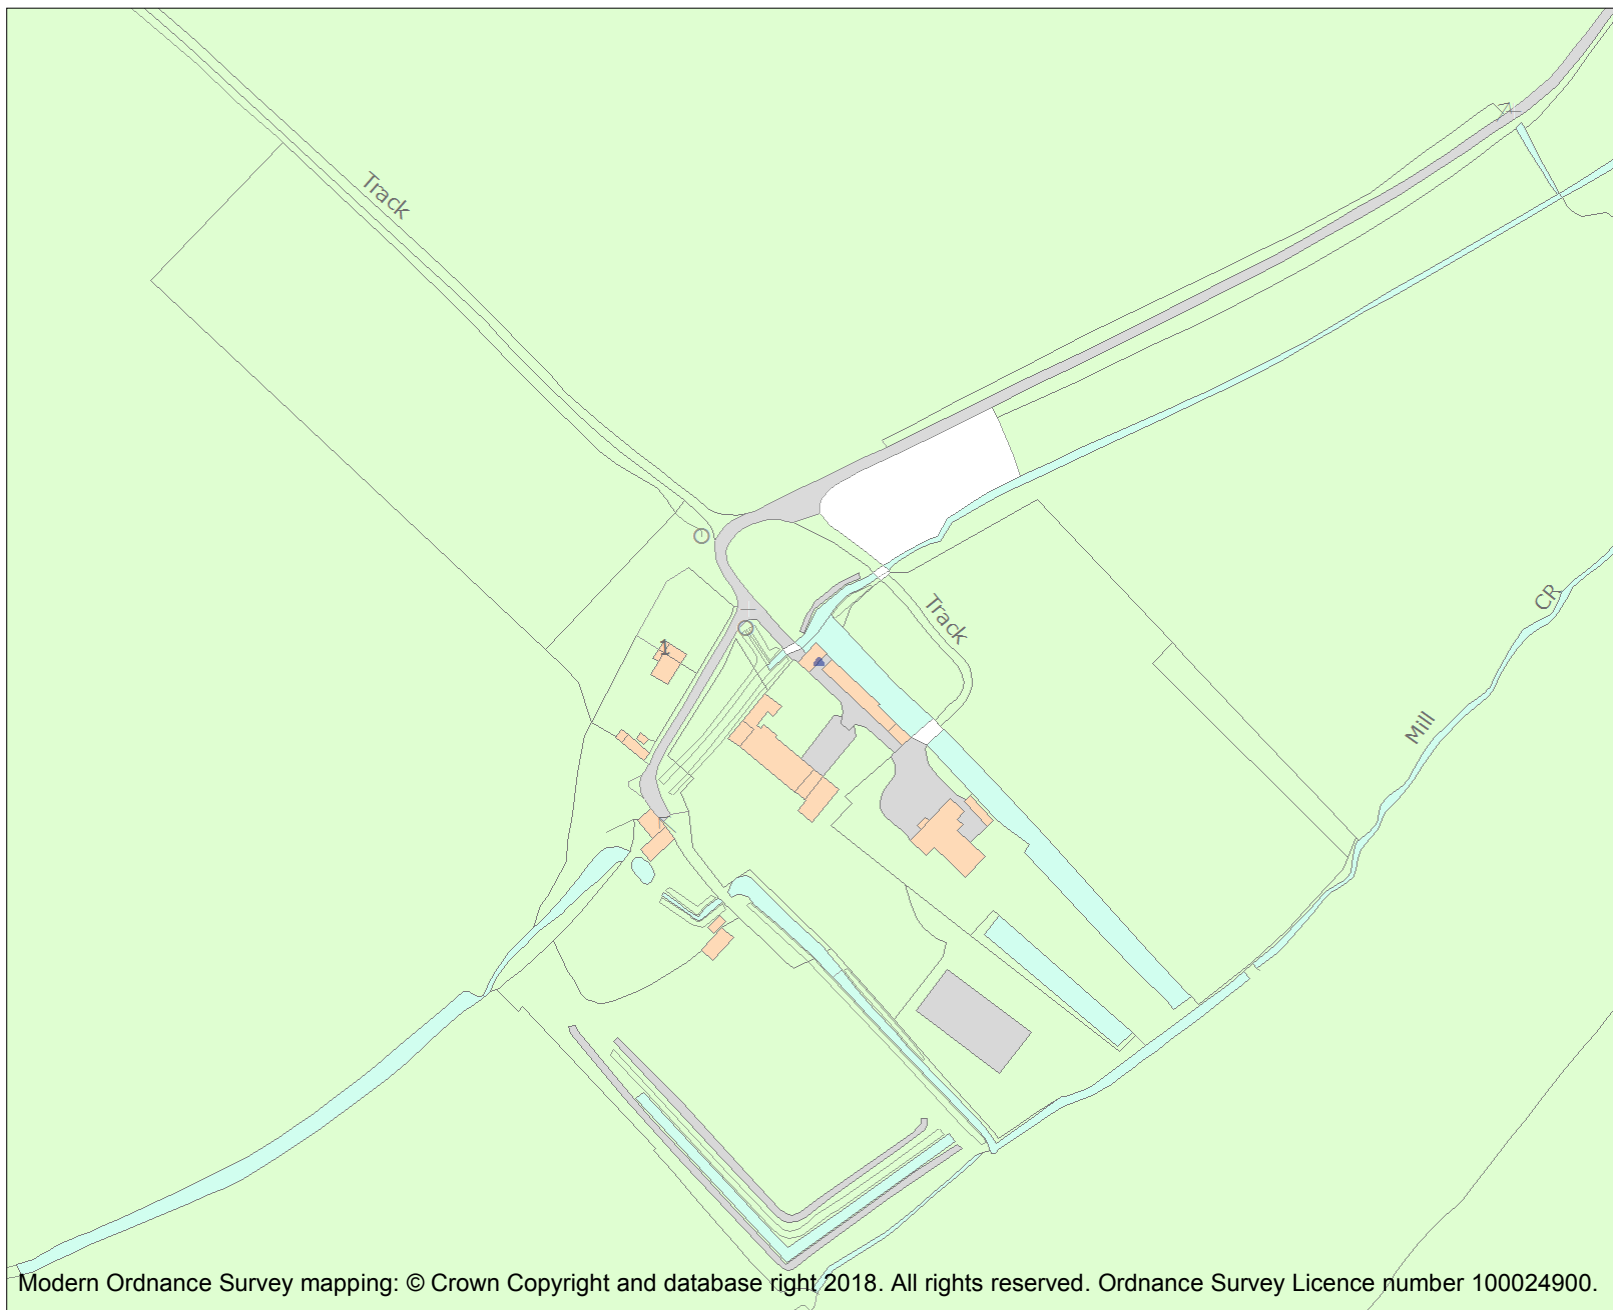 Track
Track
CR
Mill
Modern Ordnance Survey mapping: © Crown Copyright and database right 2018. All rights reserved. Ordnance Survey Licence number 100024900.